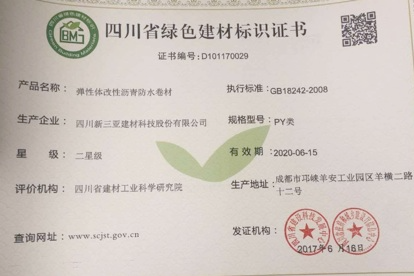 四川省绿色建材标识证书
证书编号:D101170029
产品名称: 弹性体改性沥青防水卷材
执行标准:GB18242-2008
生产企业: 四川新三亚建材科技股份有限公司
规格型号: PY类
星 级: 二星级
有 效 期:2020-06-15
评价机构: 四川省建材工业科学研究院
生产地址:成都市邛崃羊安工业园区羊横二路
十二号
查询网址:www.scjst.gov.cn
发证机构:
2017年6月16日
BM